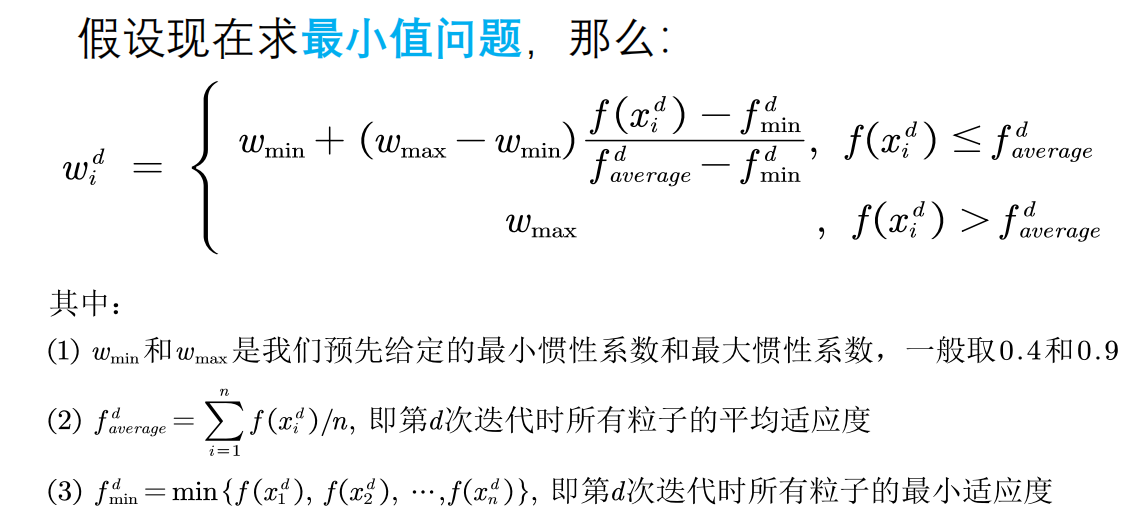 假设现在求最小值问题，那么：
$w_i^d = \begin{cases} w_{\min} + (w_{\max} - w_{\min}) \dfrac{f(x_i^d) - f_{\min}^d}{f_{average}^d - f_{\min}^d}, & f(x_i^d) \leq f_{average}^d \\ w_{\max}, & f(x_i^d) > f_{average}^d \end{cases}$
其中：
(1) $w_{\min}$和$w_{\max}$是我们预先给定的最小惯性系数和最大惯性系数，一般取0.4和0.9
(2) $f_{average}^d = \sum_{i=1}^{n} f(x_i^d)/n$, 即第$d$次迭代时所有粒子的平均适应度
(3) $f_{\min}^d = \min\{f(x_1^d), f(x_2^d), \cdots, f(x_n^d)\}$, 即第$d$次迭代时所有粒子的最小适应度